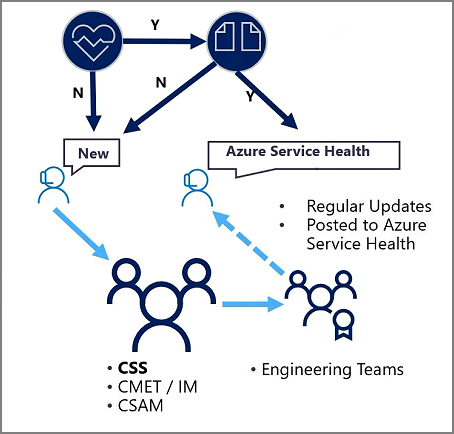 Y
N
N
Y
New
Azure Service Health
• Regular Updates
• Posted to Azure
Service Health
• CSS
• CMET / IM
• CSAM
• Engineering Teams